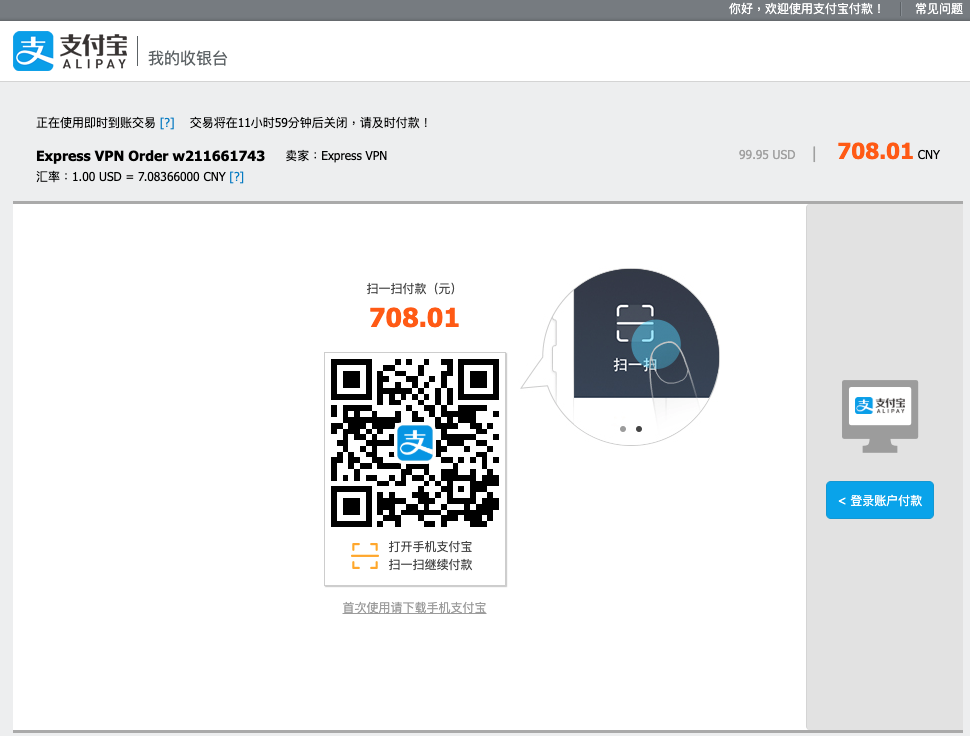 你好，欢迎使用支付宝付款！ 常见问题
支付宝
ALIPAY
我的收银台
正在使用即时到账交易 [?] 交易将在11小时59分钟后关闭，请及时付款！
Express VPN Order w211661743 卖家：Express VPN
99.95 USD | 708.01 CNY
汇率：1.00 USD = 7.08366000 CNY [?]
扫一扫付款（元）
708.01
扫一扫
支
打开手机支付宝
扫一扫继续付款
首次使用请下载手机支付宝
支付宝
ALIPAY
< 登录账户付款